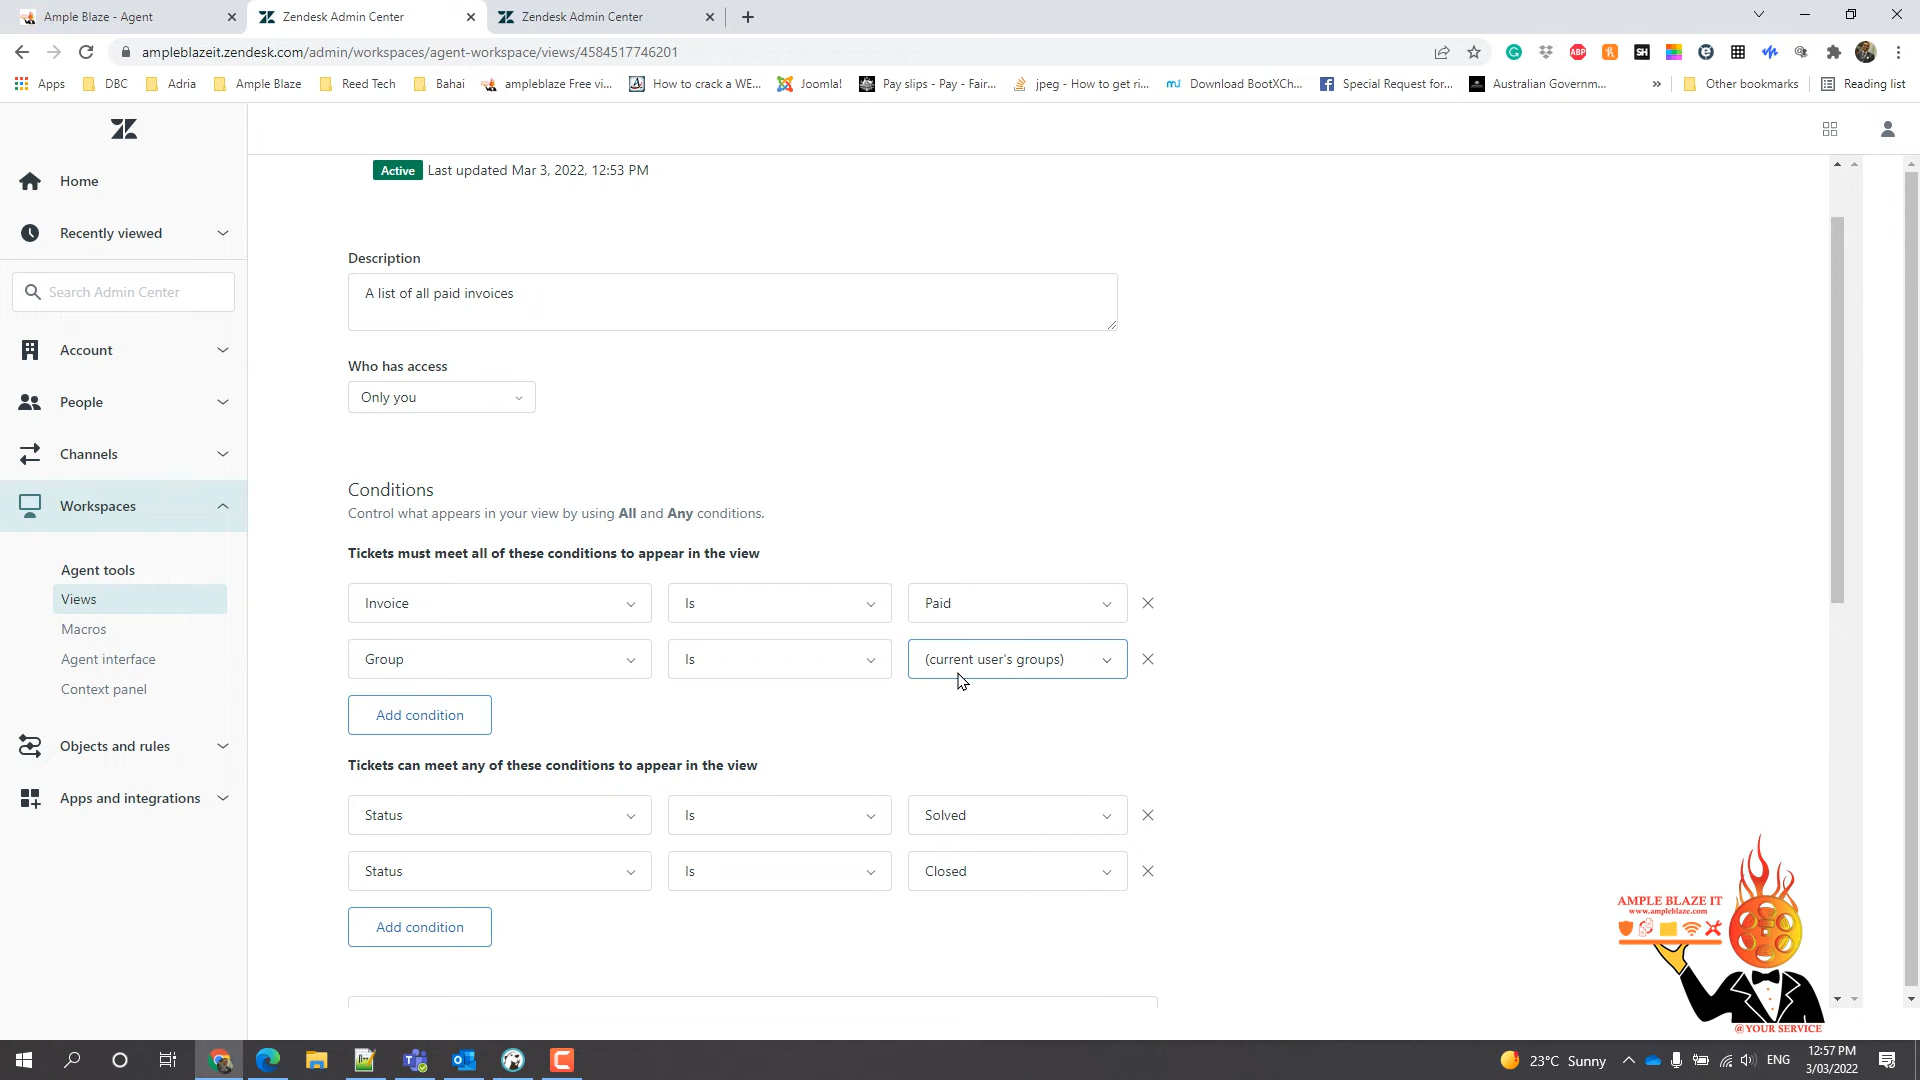 Ample Blaze - Agent
Zendesk Admin Center
Zendesk Admin Center
ampleblazeit.zendesk.com/admin/workspaces/agent-workspace/views/4584517746201
Apps DBC Adria Ample Blaze Reed Tech Bahai ampleblaze Free vi... How to crack a WE... Joomla! Pay slips - Pay - Fair... jpeg - How to get ri... Download BootXCh... Special Request for... Australian Governm... » Other bookmarks Reading list
Home
Recently viewed
Search Admin Center
Account
People
Channels
Workspaces
Agent tools
Views
Macros
Agent interface
Context panel
Objects and rules
Apps and integrations
Active Last updated Mar 3, 2022, 12:53 PM
Description
A list of all paid invoices
Who has access
Only you
Conditions
Control what appears in your view by using All and Any conditions.
Tickets must meet all of these conditions to appear in the view
Invoice Is Paid
Group Is (current user's groups)
Add condition
Tickets can meet any of these conditions to appear in the view
Status Is Solved
Status Is Closed
Add condition
AMPLE BLAZE IT
www.ampleblaze.com
@ YOUR SERVICE
23°C Sunny
ENG
12:57 PM
3/03/2022